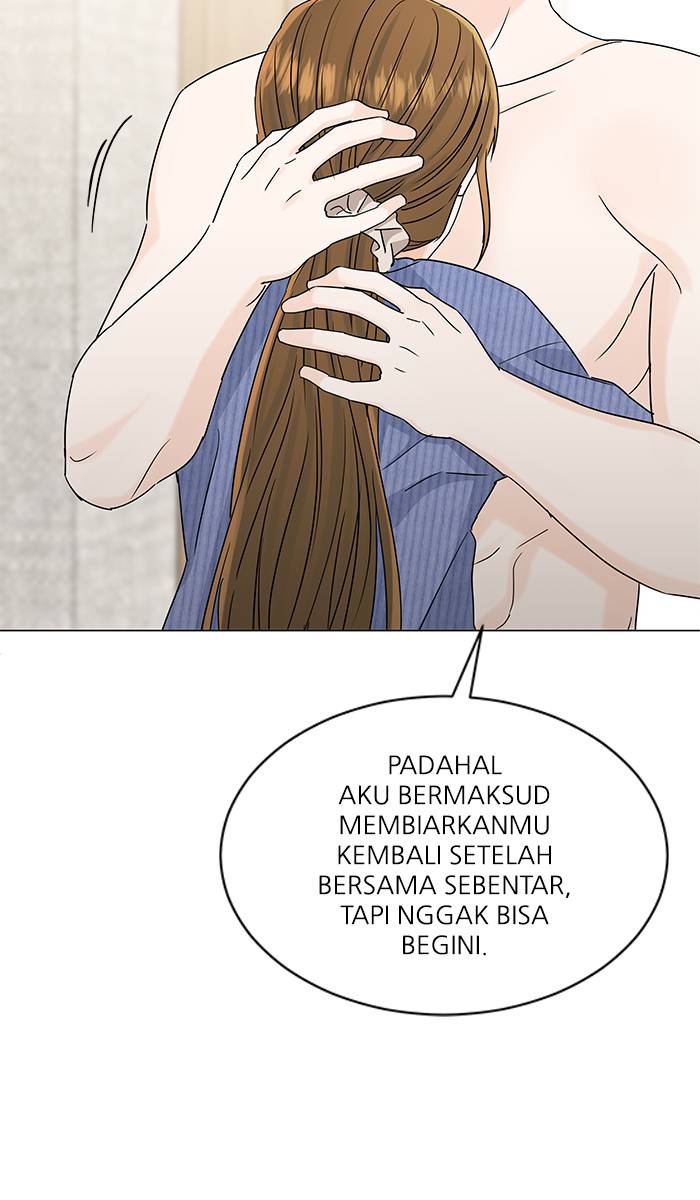 PADAHAL
AKU BERMAKSUD
MEMBIARKANMU
KEMBALI SETELAH
BERSAMA SEBENTAR,
TAPI NGGAK BISA
BEGINI.